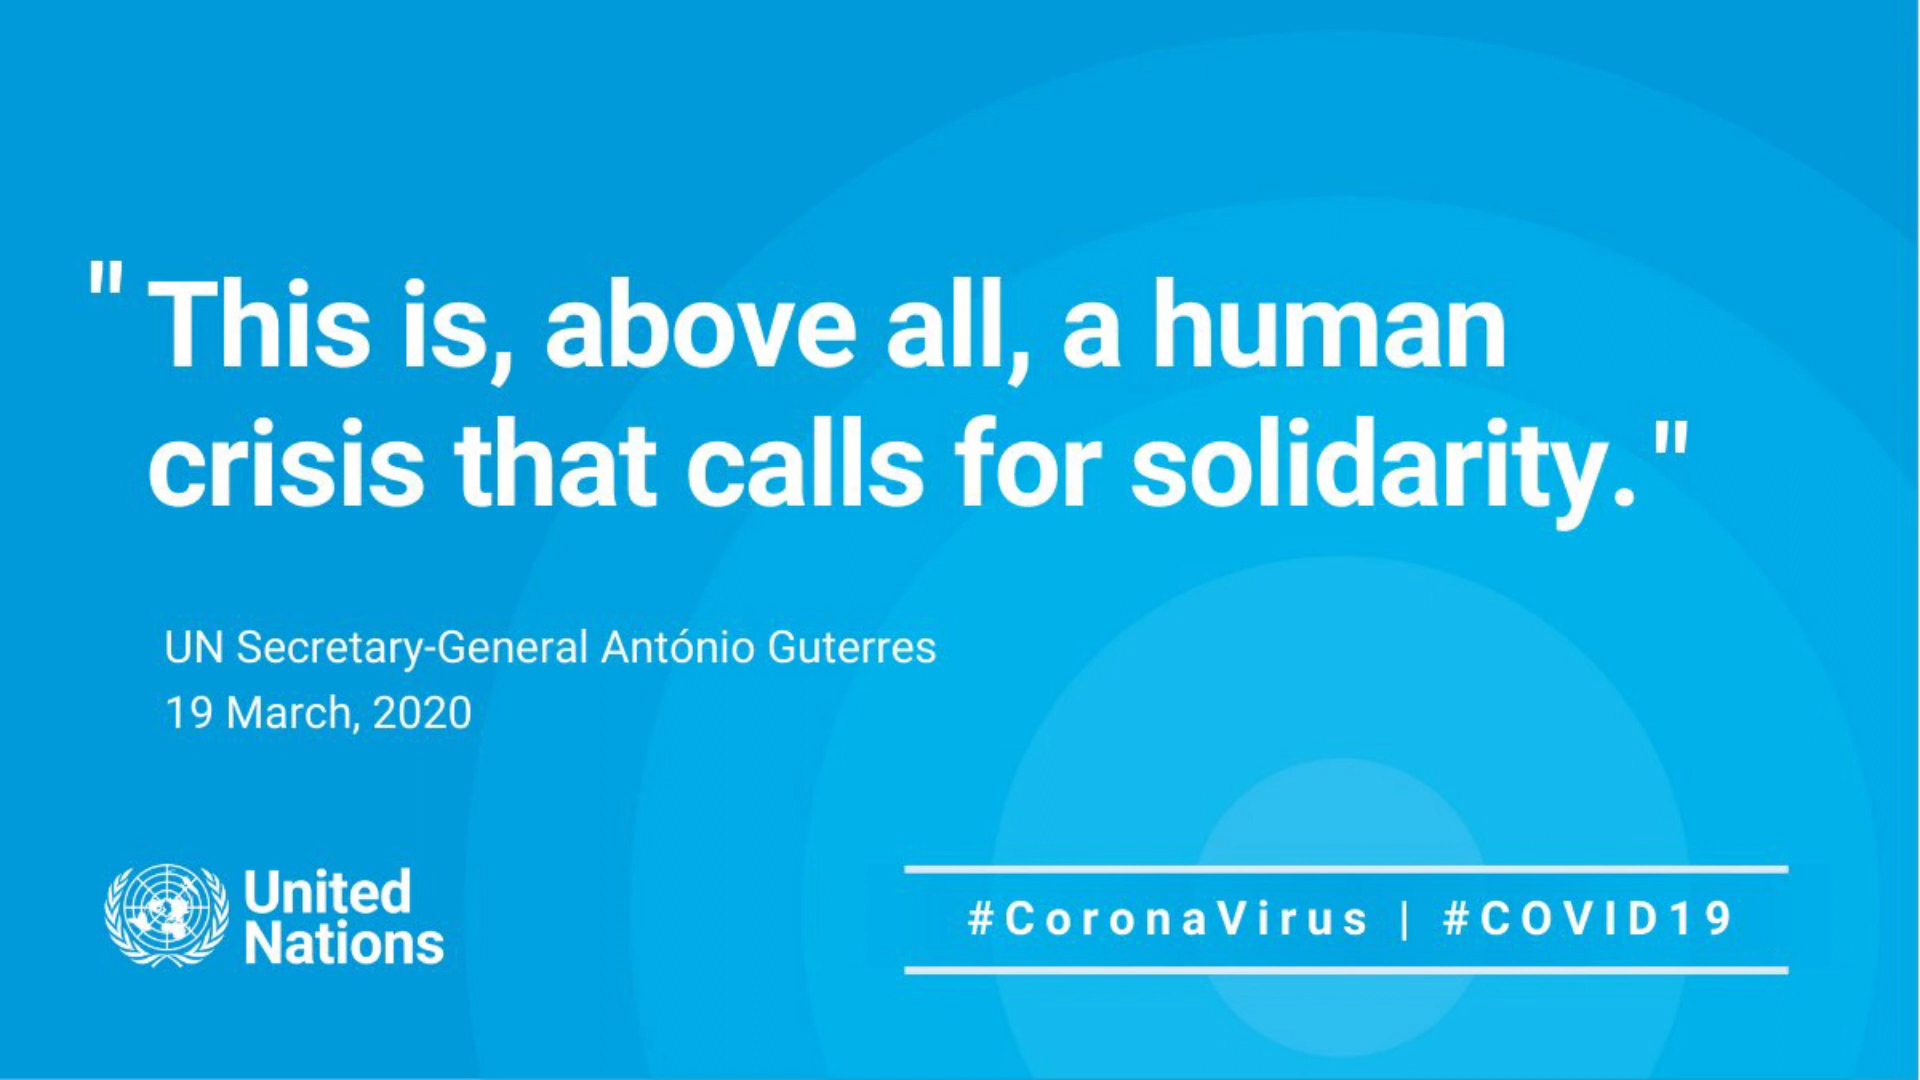 " This is, above all, a human
crisis that calls for solidarity. "
UN Secretary-General António Guterres
19 March, 2020
United
Nations
#CoronaVirus | #COVID19